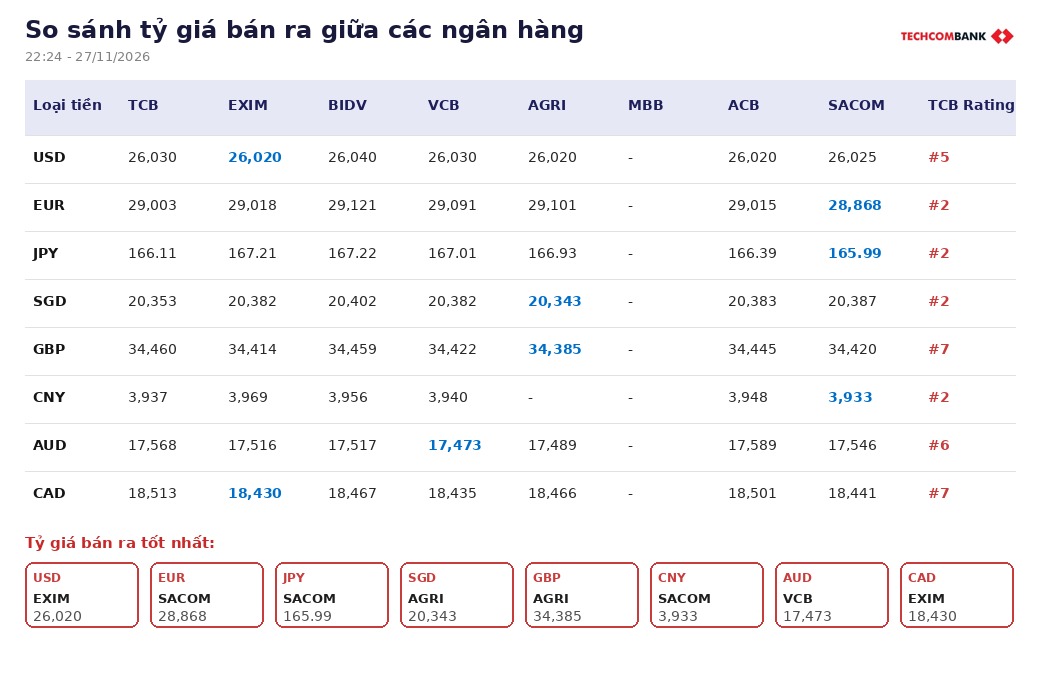 So sánh tỷ giá bán ra giữa các ngân hàng
TECHCOMBANK
22:24 - 27/11/2026
Loại tiền TCB EXIM BIDV VCB AGRI MBB ACB SACOM TCB Rating
USD 26,030 26,020 26,040 26,030 26,020 - 26,020 26,025 #5
EUR 29,003 29,018 29,121 29,091 29,101 - 29,015 28,868 #2
JPY 166.11 167.21 167.22 167.01 166.93 - 166.39 165.99 #2
SGD 20,353 20,382 20,402 20,382 20,343 - 20,383 20,387 #2
GBP 34,460 34,414 34,459 34,422 34,385 - 34,445 34,420 #7
CNY 3,937 3,969 3,956 3,940 - - 3,948 3,933 #2
AUD 17,568 17,516 17,517 17,473 17,489 - 17,589 17,546 #6
CAD 18,513 18,430 18,467 18,435 18,466 - 18,501 18,441 #7
Tỷ giá bán ra tốt nhất:
USD EUR JPY SGD GBP CNY AUD CAD
EXIM SACOM SACOM AGRI AGRI SACOM VCB EXIM
26,020 28,868 165.99 20,343 34,385 3,933 17,473 18,430